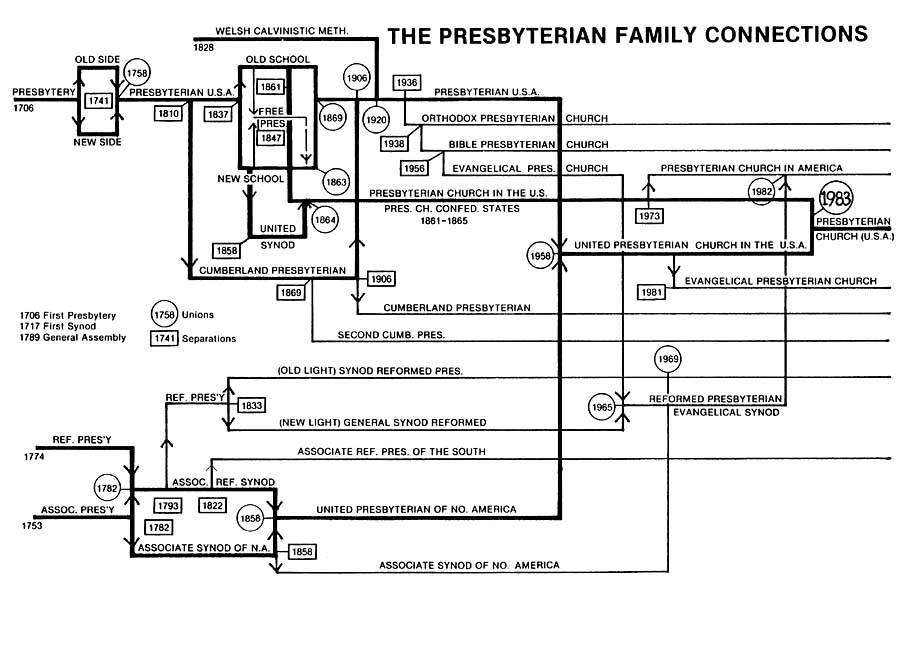 THE PRESBYTERIAN FAMILY CONNECTIONS
WELSH CALVINISTIC METH.
1828
OLD SIDE
1758
OLD SCHOOL
1906
1936
PRESBYTERY
1706
1741
PRESBYTERIAN U.S.A.
1861
PRESBYTERIAN U.S.A.
1810
1837
FREE
PRES.
1869
1920
ORTHODOX PRESBYTERIAN CHURCH
NEW SIDE
1847
1938
BIBLE PRESBYTERIAN CHURCH
1956
EVANGELICAL PRES. CHURCH
PRESBYTERIAN CHURCH IN AMERICA
NEW SCHOOL
1863
1982
PRESBYTERIAN CHURCH IN THE U.S.
1983
PRES. CH. CONFED. STATES
1861-1865
1973
1864
UNITED
SYNOD
1858
PRESBYTERIAN
CHURCH (U.S.A.)
UNITED PRESBYTERIAN CHURCH IN THE U.S.A.
1958
CUMBERLAND PRESBYTERIAN
1869
1906
EVANGELICAL PRESBYTERIAN CHURCH
1981
CUMBERLAND PRESBYTERIAN
1706 First Presbytery
1717 First Synod
1789 General Assembly
1758 Unions
1741 Separations
SECOND CUMB. PRES.
1969
(OLD LIGHT) SYNOD REFORMED PRES.
REF. PRES'Y
1833
1965
REFORMED PRESBYTERIAN
EVANGELICAL SYNOD
(NEW LIGHT) GENERAL SYNOD REFORMED
REF. PRES'Y
1774
ASSOCIATE REF. PRES. OF THE SOUTH
1782
ASSOC. REF. SYNOD
1793
1822
ASSOC. PRES'Y
1753
1782
1858
UNITED PRESBYTERIAN OF NO. AMERICA
ASSOCIATE SYNOD OF N.A.
1858
ASSOCIATE SYNOD OF NO. AMERICA